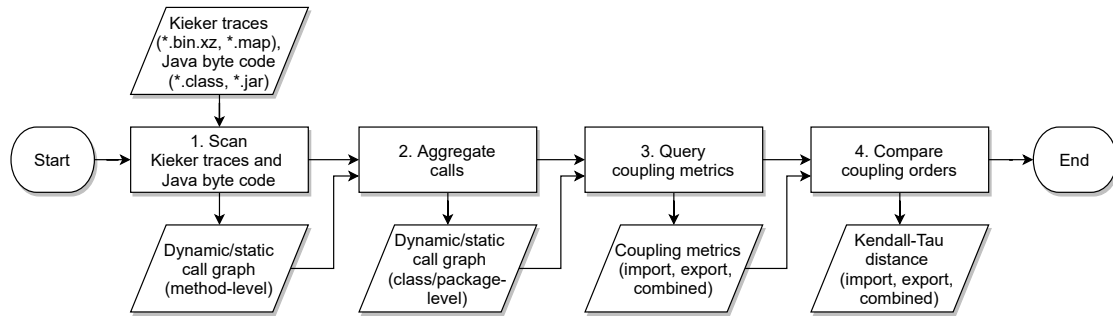 Kieker traces
(*.bin.xz, *.map),
Java byte code
(*.class, *.jar)
Start
1. Scan
Kieker traces and
Java byte code
2. Aggregate
calls
3. Query
coupling metrics
4. Compare
coupling orders
End
Dynamic/static
call graph
(method-level)
Dynamic/static
call graph
(class/package-
level)
Coupling metrics
(import, export,
combined)
Kendall-Tau
distance
(import, export,
combined)